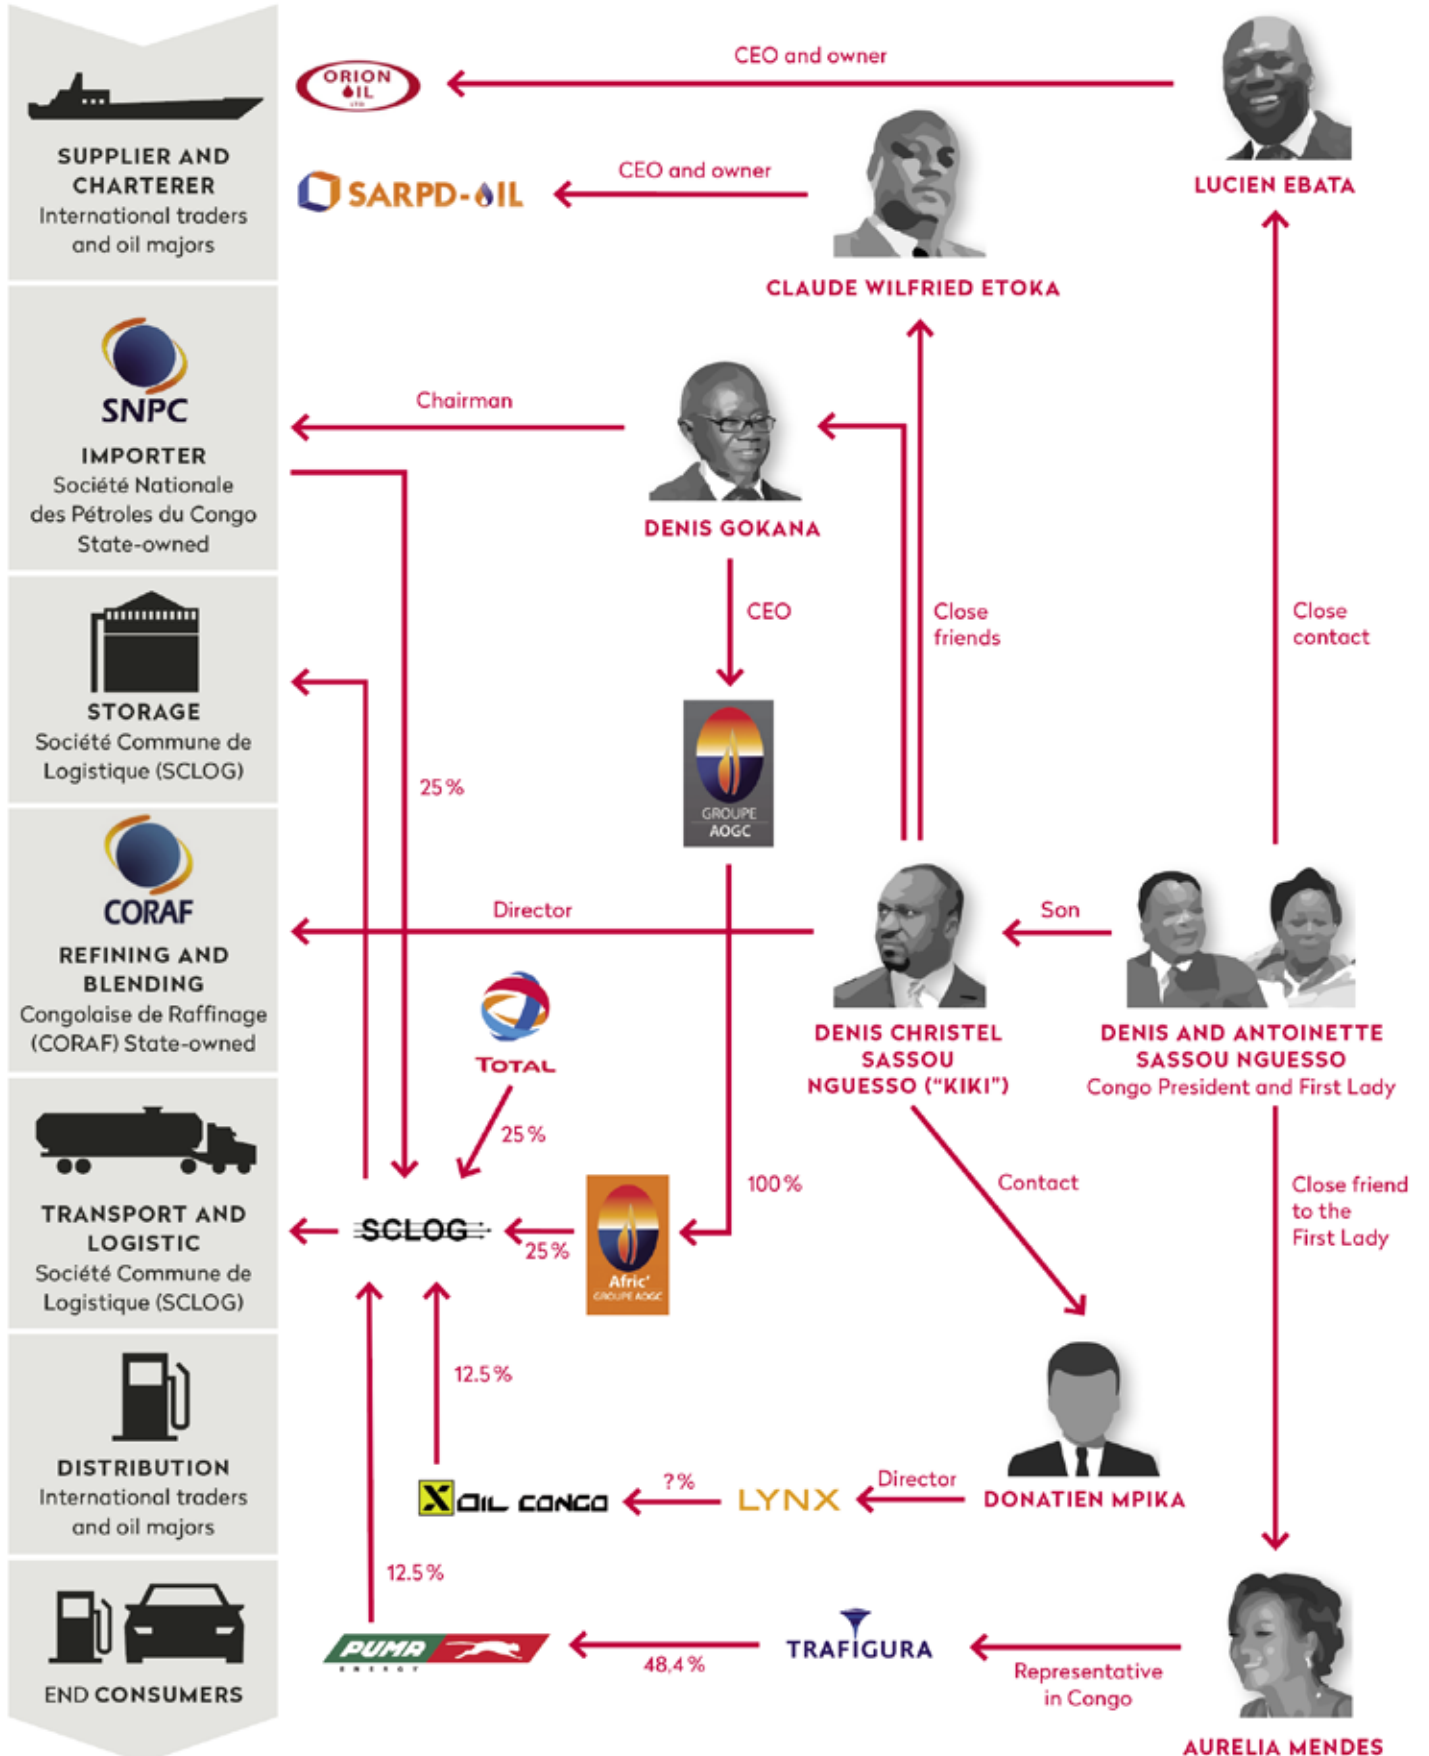 SUPPLIER AND
CHARTERER
International traders
and oil majors
SNPC
IMPORTER
Société Nationale
des Pétroles du Congo
State-owned
STORAGE
Société Commune de
Logistique (SCLOG)
CORAF
REFINING AND
BLENDING
Congolaise de Raffinage
(CORAF) State-owned
TRANSPORT AND
LOGISTIC
Société Commune de
Logistique (SCLOG)
DISTRIBUTION
International traders
and oil majors
END CONSUMERS
ORION
OIL
LTD
CEO and owner
LUCIEN EBATA
SARPD-OIL
CEO and owner
CLAUDE WILFRIED ETOKA
Chairman
DENIS GOKANA
CEO
Close
friends
Close
contact
GROUPE
AOGC
25 %
Director
Son
DENIS CHRISTEL
SASSOU
NGUESSO (“KIKI”)
DENIS AND ANTOINETTE
SASSOU NGUESSO
Congo President and First Lady
TOTAL
25 %
100 %
Contact
Close friend
to the
First Lady
SCLOG
25 %
Afric'
GROUPE AOGC
12.5 %
X OIL CONGO
? %
LYNX
Director
DONATIEN MPIKA
12.5 %
PUMA
ENERGY
48,4 %
TRAFIGURA
Representative
in Congo
AURELIA MENDES